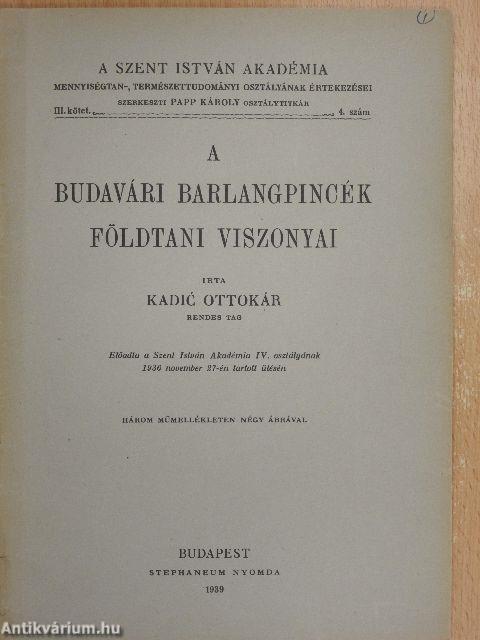 (1)
A SZENT ISTVÁN AKADÉMIA
MENNYISÉGTAN-, TERMÉSZETTUDOMÁNYI OSZTÁLYÁNAK ÉRTEKEZÉSEI
SZERKESZTI PAPP KÁROLY OSZTÁLYTITKÁR
III. kötet. 4. szám
A
BUDAVÁRI BARLANGPINCÉK
FÖLDTANI VISZONYAI
IRTA
KADIĆ OTTOKÁR
RENDES TAG
Előadta a Szent István Akadémia IV. osztályának
1936 november 27-én tartott ülésén
HÁROM MŰMELLÉKLETEN NÉGY ÁBRÁVAL
BUDAPEST
STEPHANEUM NYOMDA
1939
Antikvárium.hu